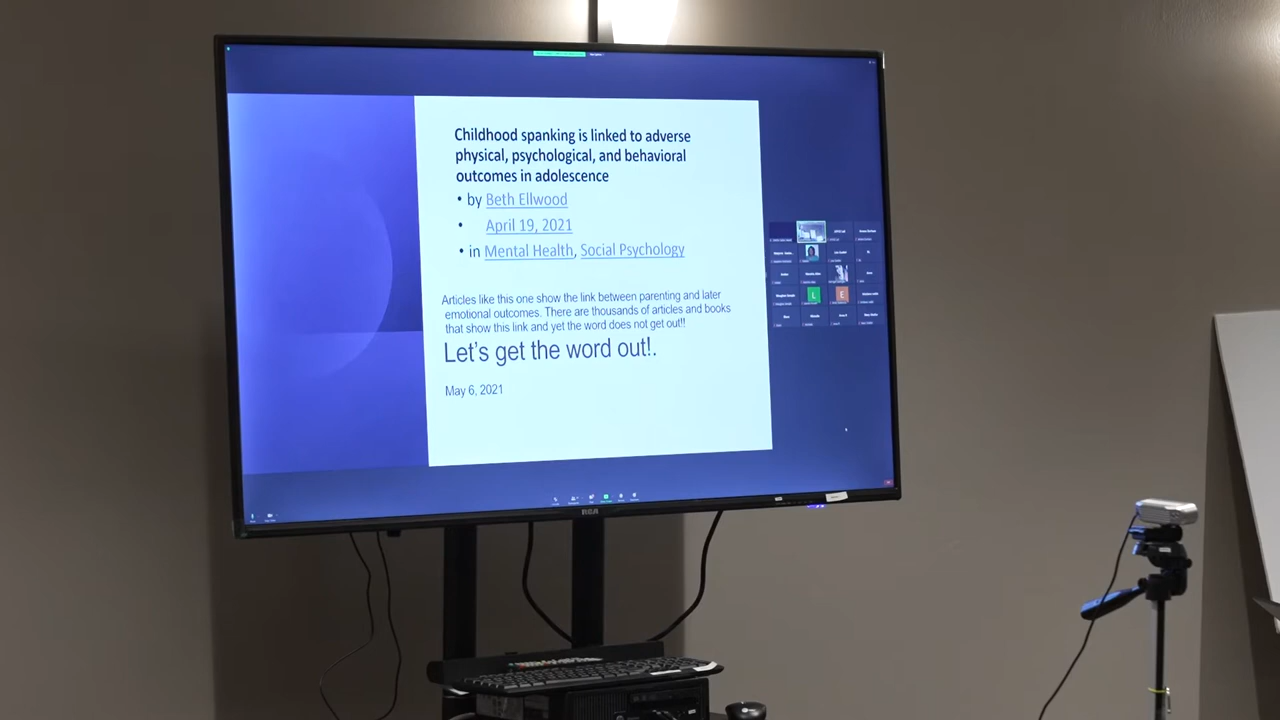 Childhood spanking is linked to adverse
physical, psychological, and behavioral
outcomes in adolescence
• by Beth Ellwood
• April 19, 2021
• in Mental Health, Social Psychology
Articles like this one show the link between parenting and later
emotional outcomes. There are thousands of articles and books
that show this link and yet the word does not get out!!
Let's get the word out!.
May 6, 2021
L
E
RCA